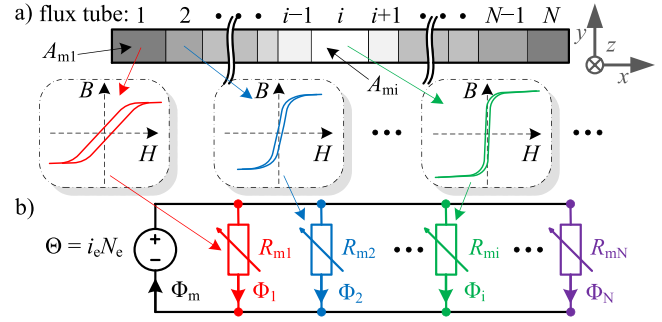 a) flux tube: 1 2 • • • • i−1 i i+1 • • • • N−1 N
A_m1 A_mi y z x
B B B
H H ••• H •••
b)
Θ = i_e N_e + − R_m1 R_m2 ••• R_mi ••• R_mN
Φ_m Φ_1 Φ_2 Φ_i Φ_N